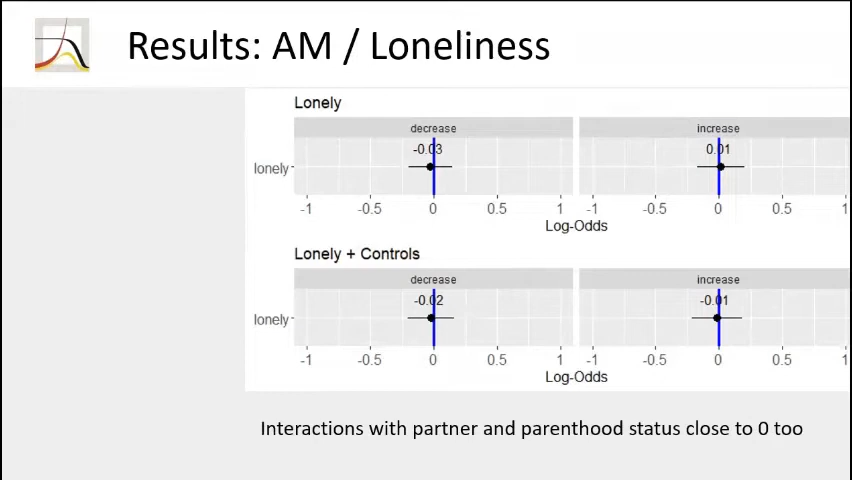 Results: AM / Loneliness
Lonely
decrease increase
-0.03 0.01
lonely
-1 -0.5 0 0.5 1 -1 -0.5 0 0.5 1
Log-Odds
Lonely + Controls
decrease increase
-0.02 -0.01
lonely
-1 -0.5 0 0.5 1 -1 -0.5 0 0.5 1
Log-Odds
Interactions with partner and parenthood status close to 0 too